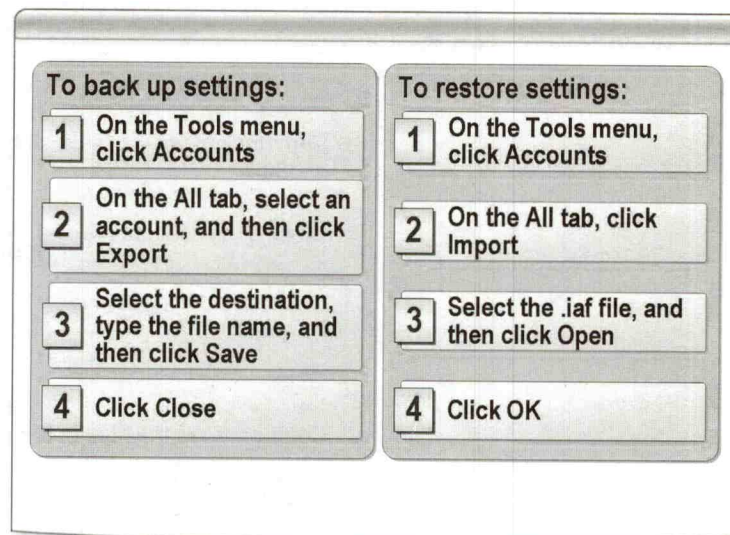 To back up settings:
1 On the Tools menu,
click Accounts
2 On the All tab, select an
account, and then click
Export
3 Select the destination,
type the file name, and
then click Save
4 Click Close
To restore settings:
1 On the Tools menu,
click Accounts
2 On the All tab, click
Import
3 Select the .iaf file, and
then click Open
4 Click OK